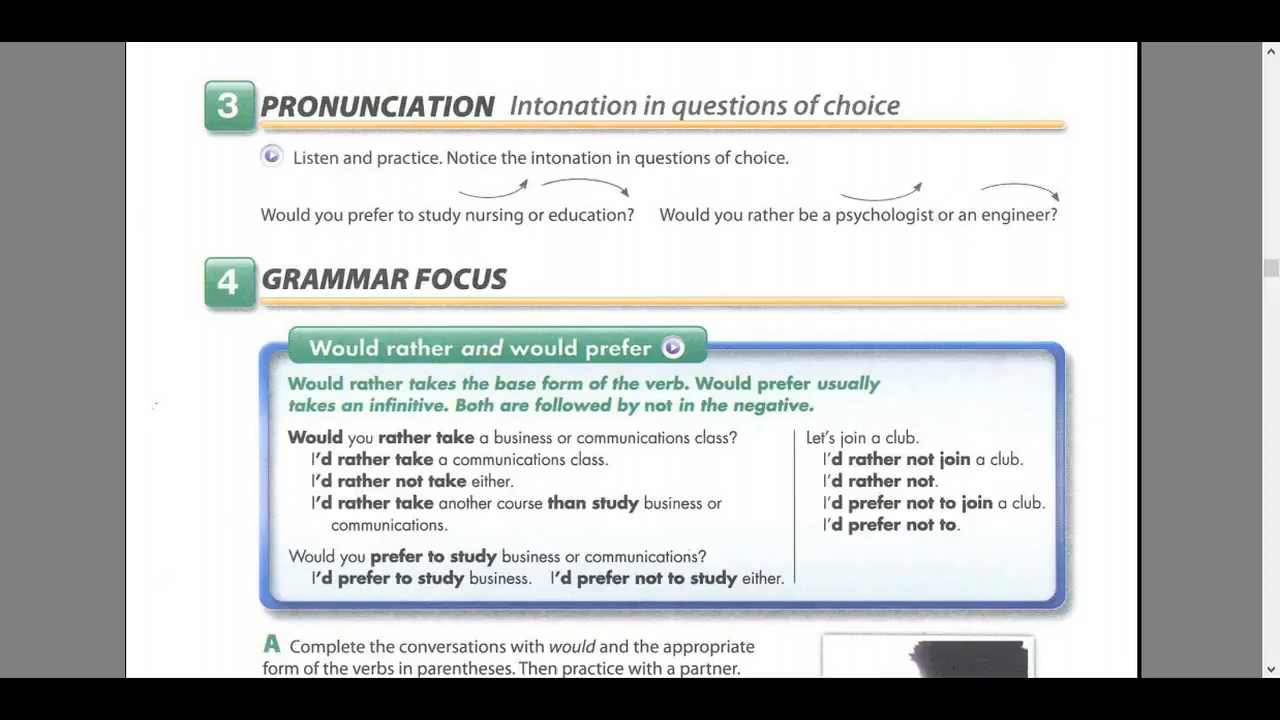 3 PRONUNCIATION Intonation in questions of choice
Listen and practice. Notice the intonation in questions of choice.
Would you prefer to study nursing or education? Would you rather be a psychologist or an engineer?
4 GRAMMAR FOCUS
Would rather and would prefer
Would rather takes the base form of the verb. Would prefer usually
takes an infinitive. Both are followed by not in the negative.
Would you rather take a business or communications class?
I'd rather take a communications class.
I'd rather not take either.
I'd rather take another course than study business or
communications.
Would you prefer to study business or communications?
I'd prefer to study business. I'd prefer not to study either.
Let's join a club.
I'd rather not join a club.
I'd rather not.
I'd prefer not to join a club.
I'd prefer not to.
A Complete the conversations with would and the appropriate
form of the verbs in parentheses. Then practice with a partner.